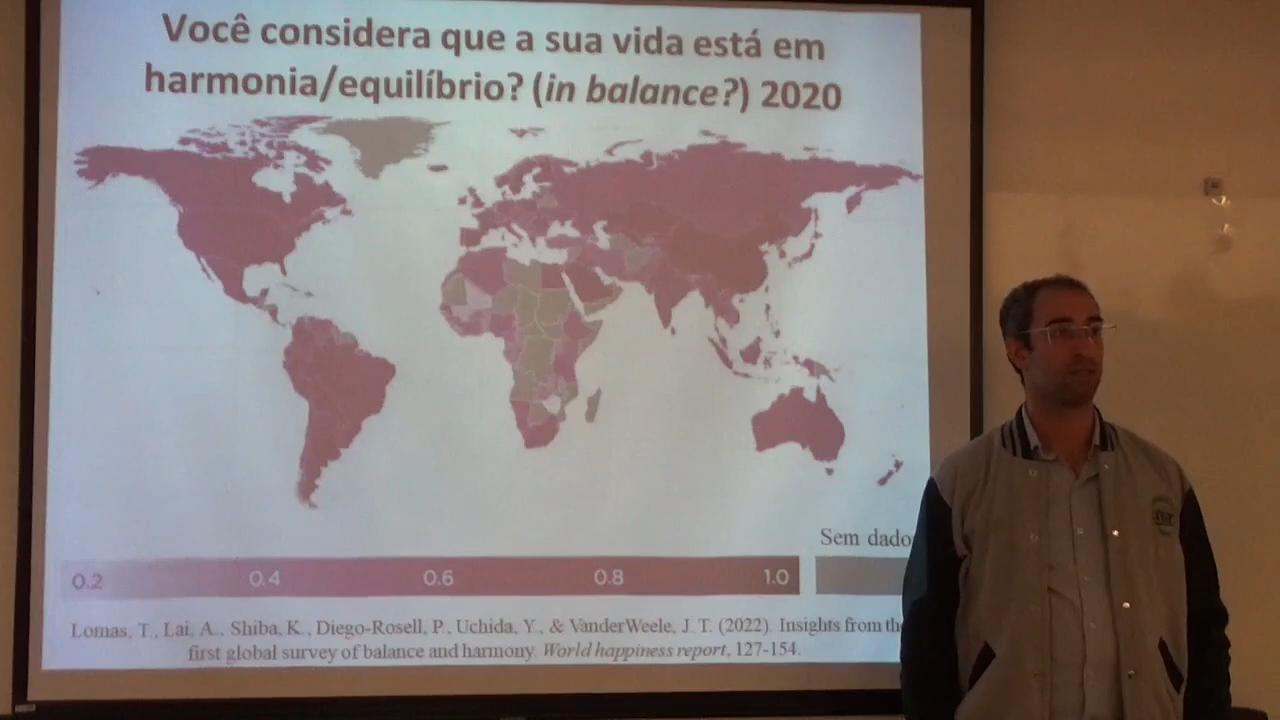 Você considera que a sua vida está em
harmonia/equilíbrio? (in balance?) 2020
Sem dado
0.2 0.4 0.6 0.8 1.0
Lomas, T., Lai, A., Shiba, K., Diego-Rosell, P., Uchida, Y., & VanderWeele, J. T. (2022). Insights from the
first global survey of balance and harmony. World happiness report, 127-154.